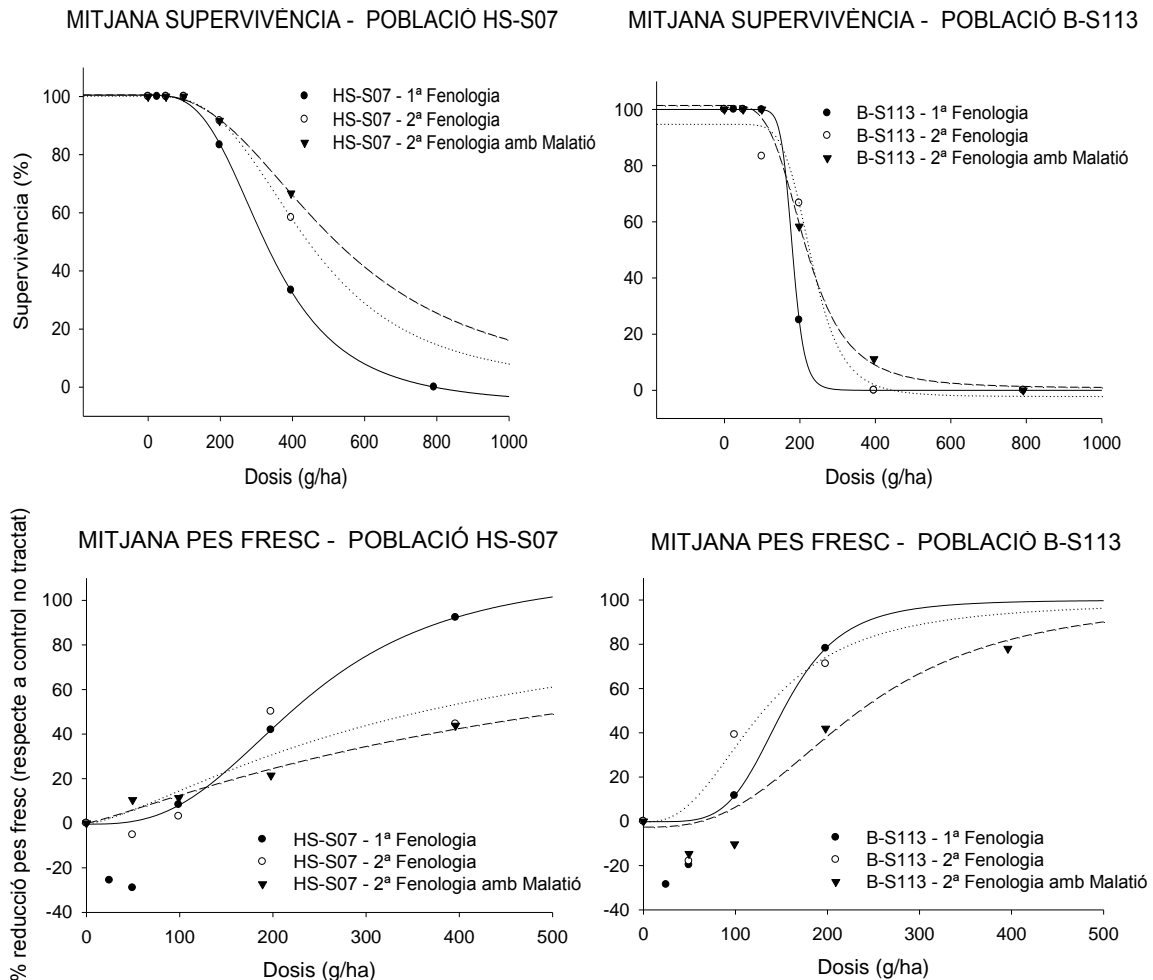 MITJANA SUPERVIVÈNCIA - POBLACIÓ HS-S07
Supervivència (%)
100
80
60
40
20
0
0 200 400 600 800 1000
Dosis (g/ha)
HS-S07 - 1ª Fenologia
HS-S07 - 2ª Fenologia
HS-S07 - 2ª Fenologia amb Malatió
MITJANA SUPERVIVÈNCIA - POBLACIÓ B-S113
100
80
60
40
20
0
0 200 400 600 800 1000
Dosis (g/ha)
B-S113 - 1ª Fenologia
B-S113 - 2ª Fenologia
B-S113 - 2ª Fenologia amb Malatió
MITJANA PES FRESC - POBLACIÓ HS-S07
% reducció pes fresc (respecte a control no tractat)
100
80
60
40
20
0
-20
-40
0 100 200 300 400 500
Dosis (g/ha)
HS-S07 - 1ª Fenologia
HS-S07 - 2ª Fenologia
HS-S07 - 2ª Fenologia amb Malatió
MITJANA PES FRESC - POBLACIÓ B-S113
100
80
60
40
20
0
-20
-40
0 100 200 300 400 500
Dosis (g/ha)
B-S113 - 1ª Fenologia
B-S113 - 2ª Fenologia
B-S113 - 2ª Fenologia amb Malatió